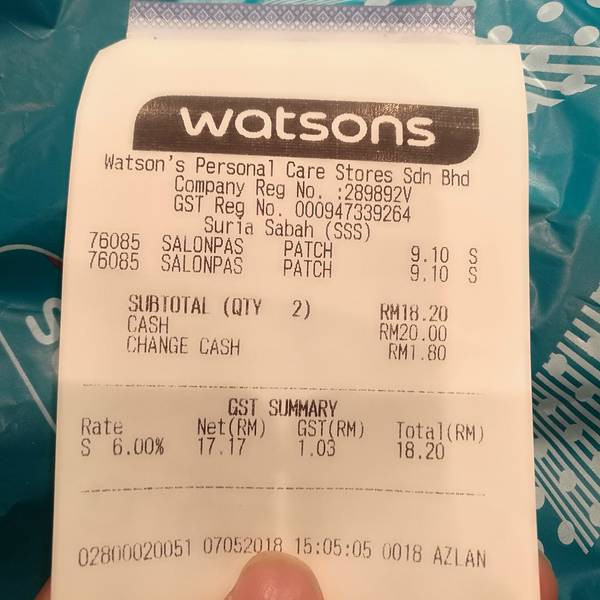 watsons
Watson's Personal Care Stores Sdn Bhd
Company Reg No. :289892V
GST Reg No. 000947339264
Suria Sabah (SSS)
76085 SALONPAS PATCH 9.10 S
76085 SALONPAS PATCH 9.10 S
SUBTOTAL (QTY 2) RM18.20
CASH RM20.00
CHANGE CASH RM1.80
GST SUMMARY
Rate Net(RM) GST(RM) Total(RM)
S 6.00% 17.17 1.03 18.20
02800020051 07052018 15:05:05 0018 AZLAN